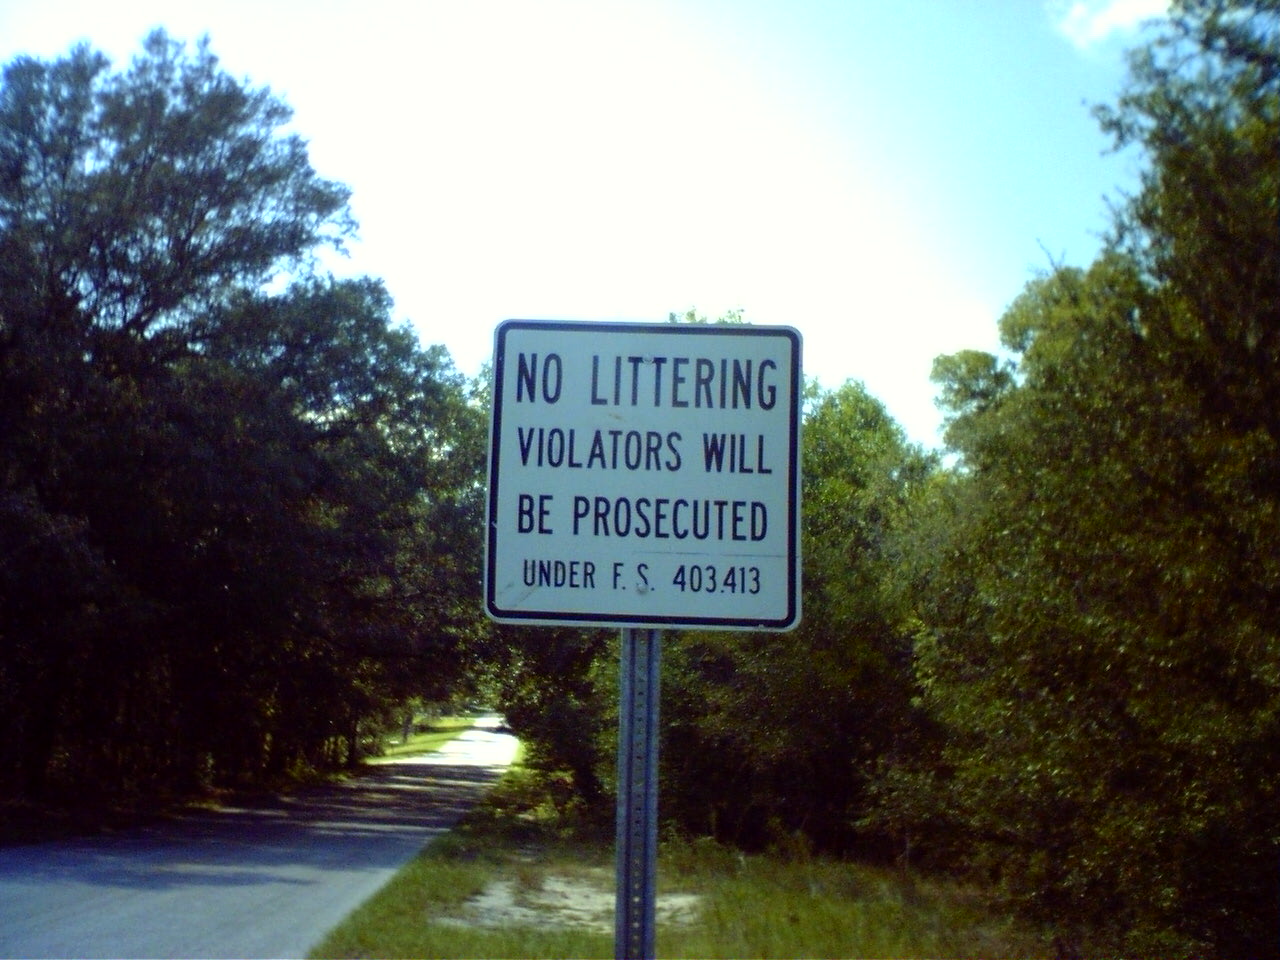 NO LITTERING
VIOLATORS WILL
BE PROSECUTED
UNDER F. S. 403.413